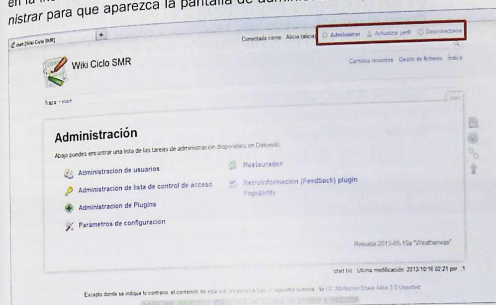 nistrar para que aparezca la pantalla de
start [Wiki Ciclo SMR]
Conectado como: Alicia (alicia) Administrar Actualizar perfil Desconectarse
Wiki Ciclo SMR
Cambios recientes Gestor de ficheros Índice
Traza: • start
Administración
Abajo puedes encontrar una lista de las tareas de administración disponibles en Dokuwiki.
Administración de usuarios
Administración de lista de control de acceso
Administración de Plugins
Parámetros de configuración
Restaurador
Retroinformación (Feedback) plugin
Popularity
Release 2013-05-10a "Weatherwax"
start.txt · Última modificación: 2013/10/16 02:21 por
Excepto donde se indique lo contrario, el contenido de esta wiki
CC Attribution-Share Alike 3.0 Unported